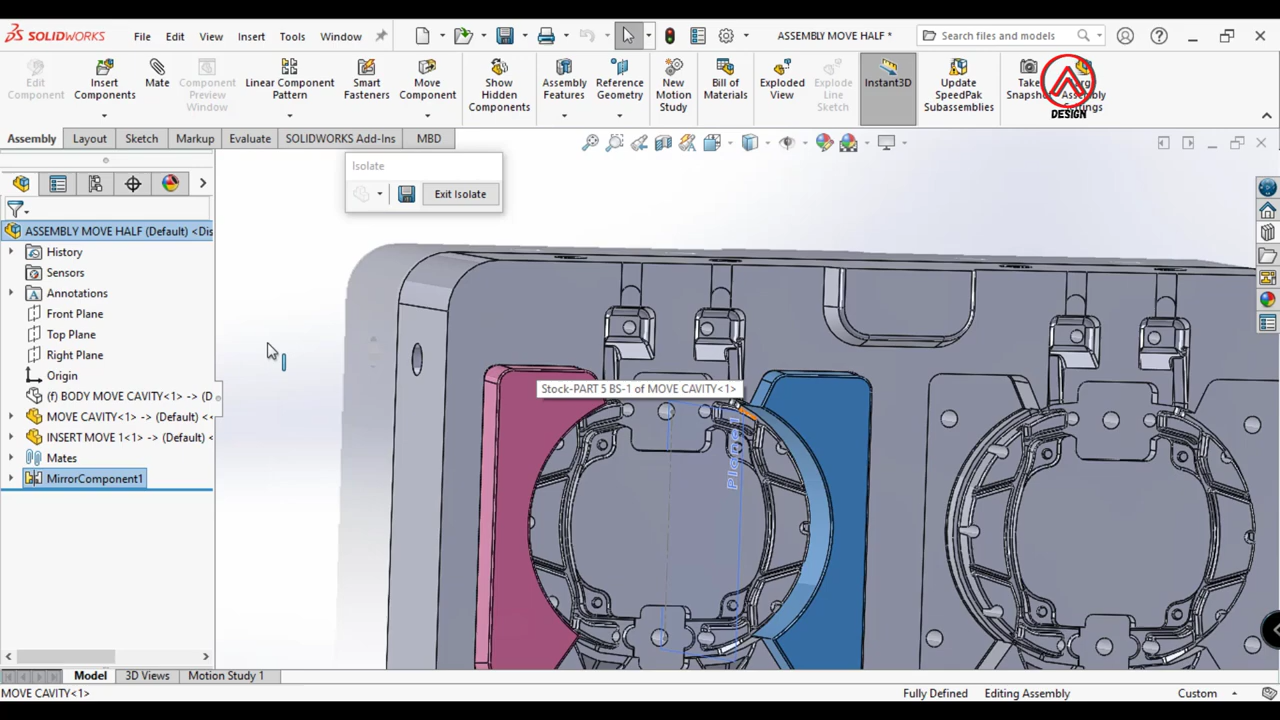 SOLIDWORKS
File
Edit
View
Insert
Tools
Window
ASSEMBLY MOVE HALF *
Search files and models
Edit Component
Insert Components
Mate
Component Preview Window
Linear Component Pattern
Smart Fasteners
Move Component
Show Hidden Components
Assembly Features
Reference Geometry
New Motion Study
Bill of Materials
Exploded View
Explode Line Sketch
Instant3D
Update SpeedPak Subassemblies
DESIGN
Assembly
Layout
Sketch
Markup
Evaluate
SOLIDWORKS Add-Ins
MBD
Isolate
Exit Isolate
ASSEMBLY MOVE HALF (Default) <Dis
History
Sensors
Annotations
Front Plane
Top Plane
Right Plane
Origin
(f) BODY MOVE CAVITY<1> -> (D
MOVE CAVITY<1> -> (Default) <
INSERT MOVE 1<1> -> (Default) <
Mates
MirrorComponent1
Stock-PART 5 BS-1 of MOVE CAVITY<1>
Model
3D Views
Motion Study 1
MOVE CAVITY<1>
Fully Defined
Editing Assembly
Custom